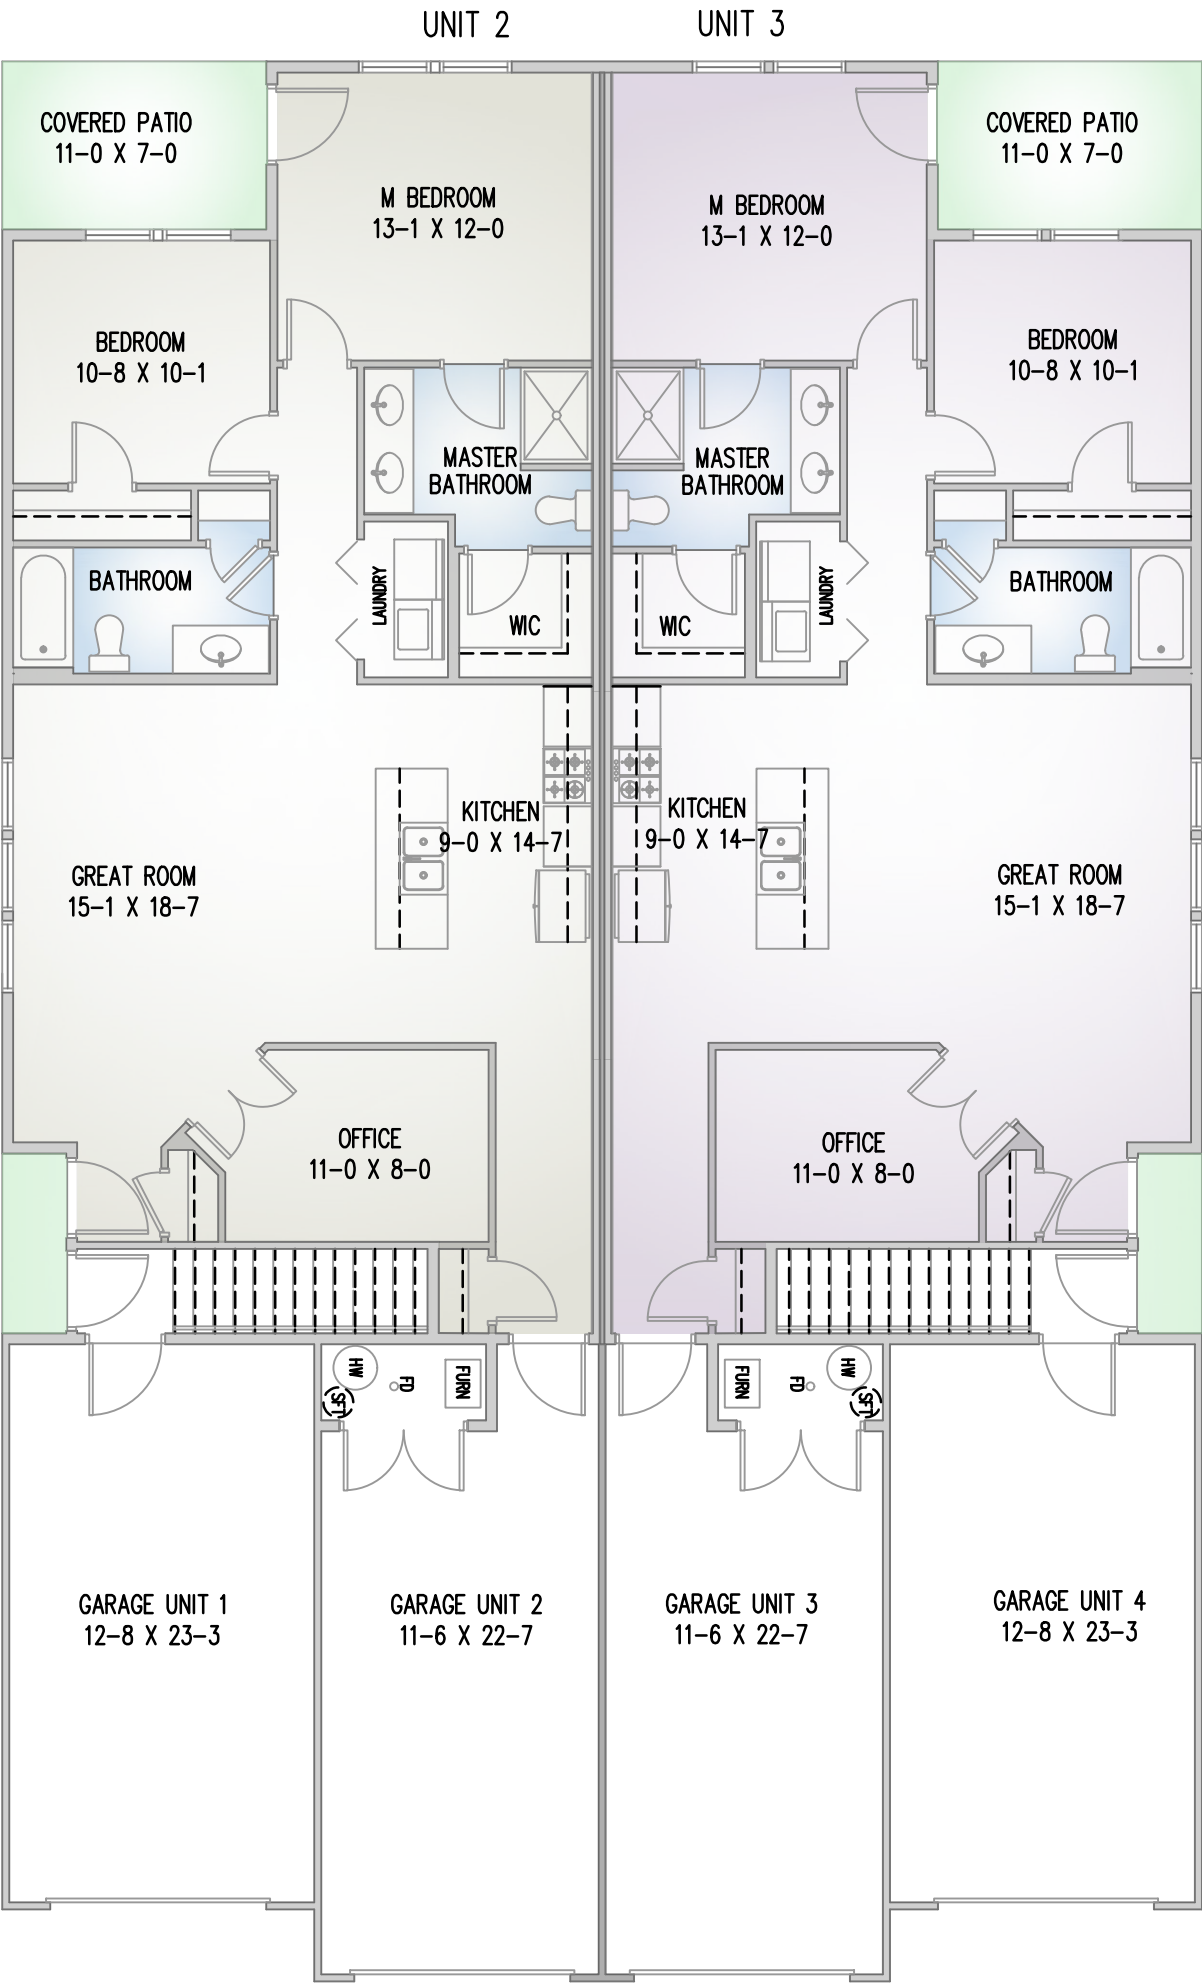 UNIT 2
UNIT 3
COVERED PATIO
11-0 X 7-0
COVERED PATIO
11-0 X 7-0
M BEDROOM
13-1 X 12-0
M BEDROOM
13-1 X 12-0
BEDROOM
10-8 X 10-1
BEDROOM
10-8 X 10-1
MASTER
BATHROOM
MASTER
BATHROOM
BATHROOM
LAUNDRY
WIC
WIC
LAUNDRY
BATHROOM
KITCHEN
9-0 X 14-7
KITCHEN
9-0 X 14-7
GREAT ROOM
15-1 X 18-7
GREAT ROOM
15-1 X 18-7
OFFICE
11-0 X 8-0
OFFICE
11-0 X 8-0
HW
SFT
FD
FURN
FURN
FD
HW
SFT
GARAGE UNIT 1
12-8 X 23-3
GARAGE UNIT 2
11-6 X 22-7
GARAGE UNIT 3
11-6 X 22-7
GARAGE UNIT 4
12-8 X 23-3